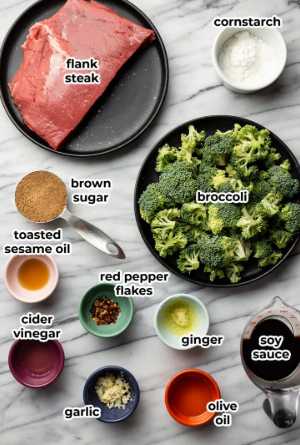 cornstarch
flank
steak
brown
sugar
broccoli
toasted
sesame oil
red pepper
flakes
cider
vinegar
ginger
soy
sauce
garlic
olive
oil